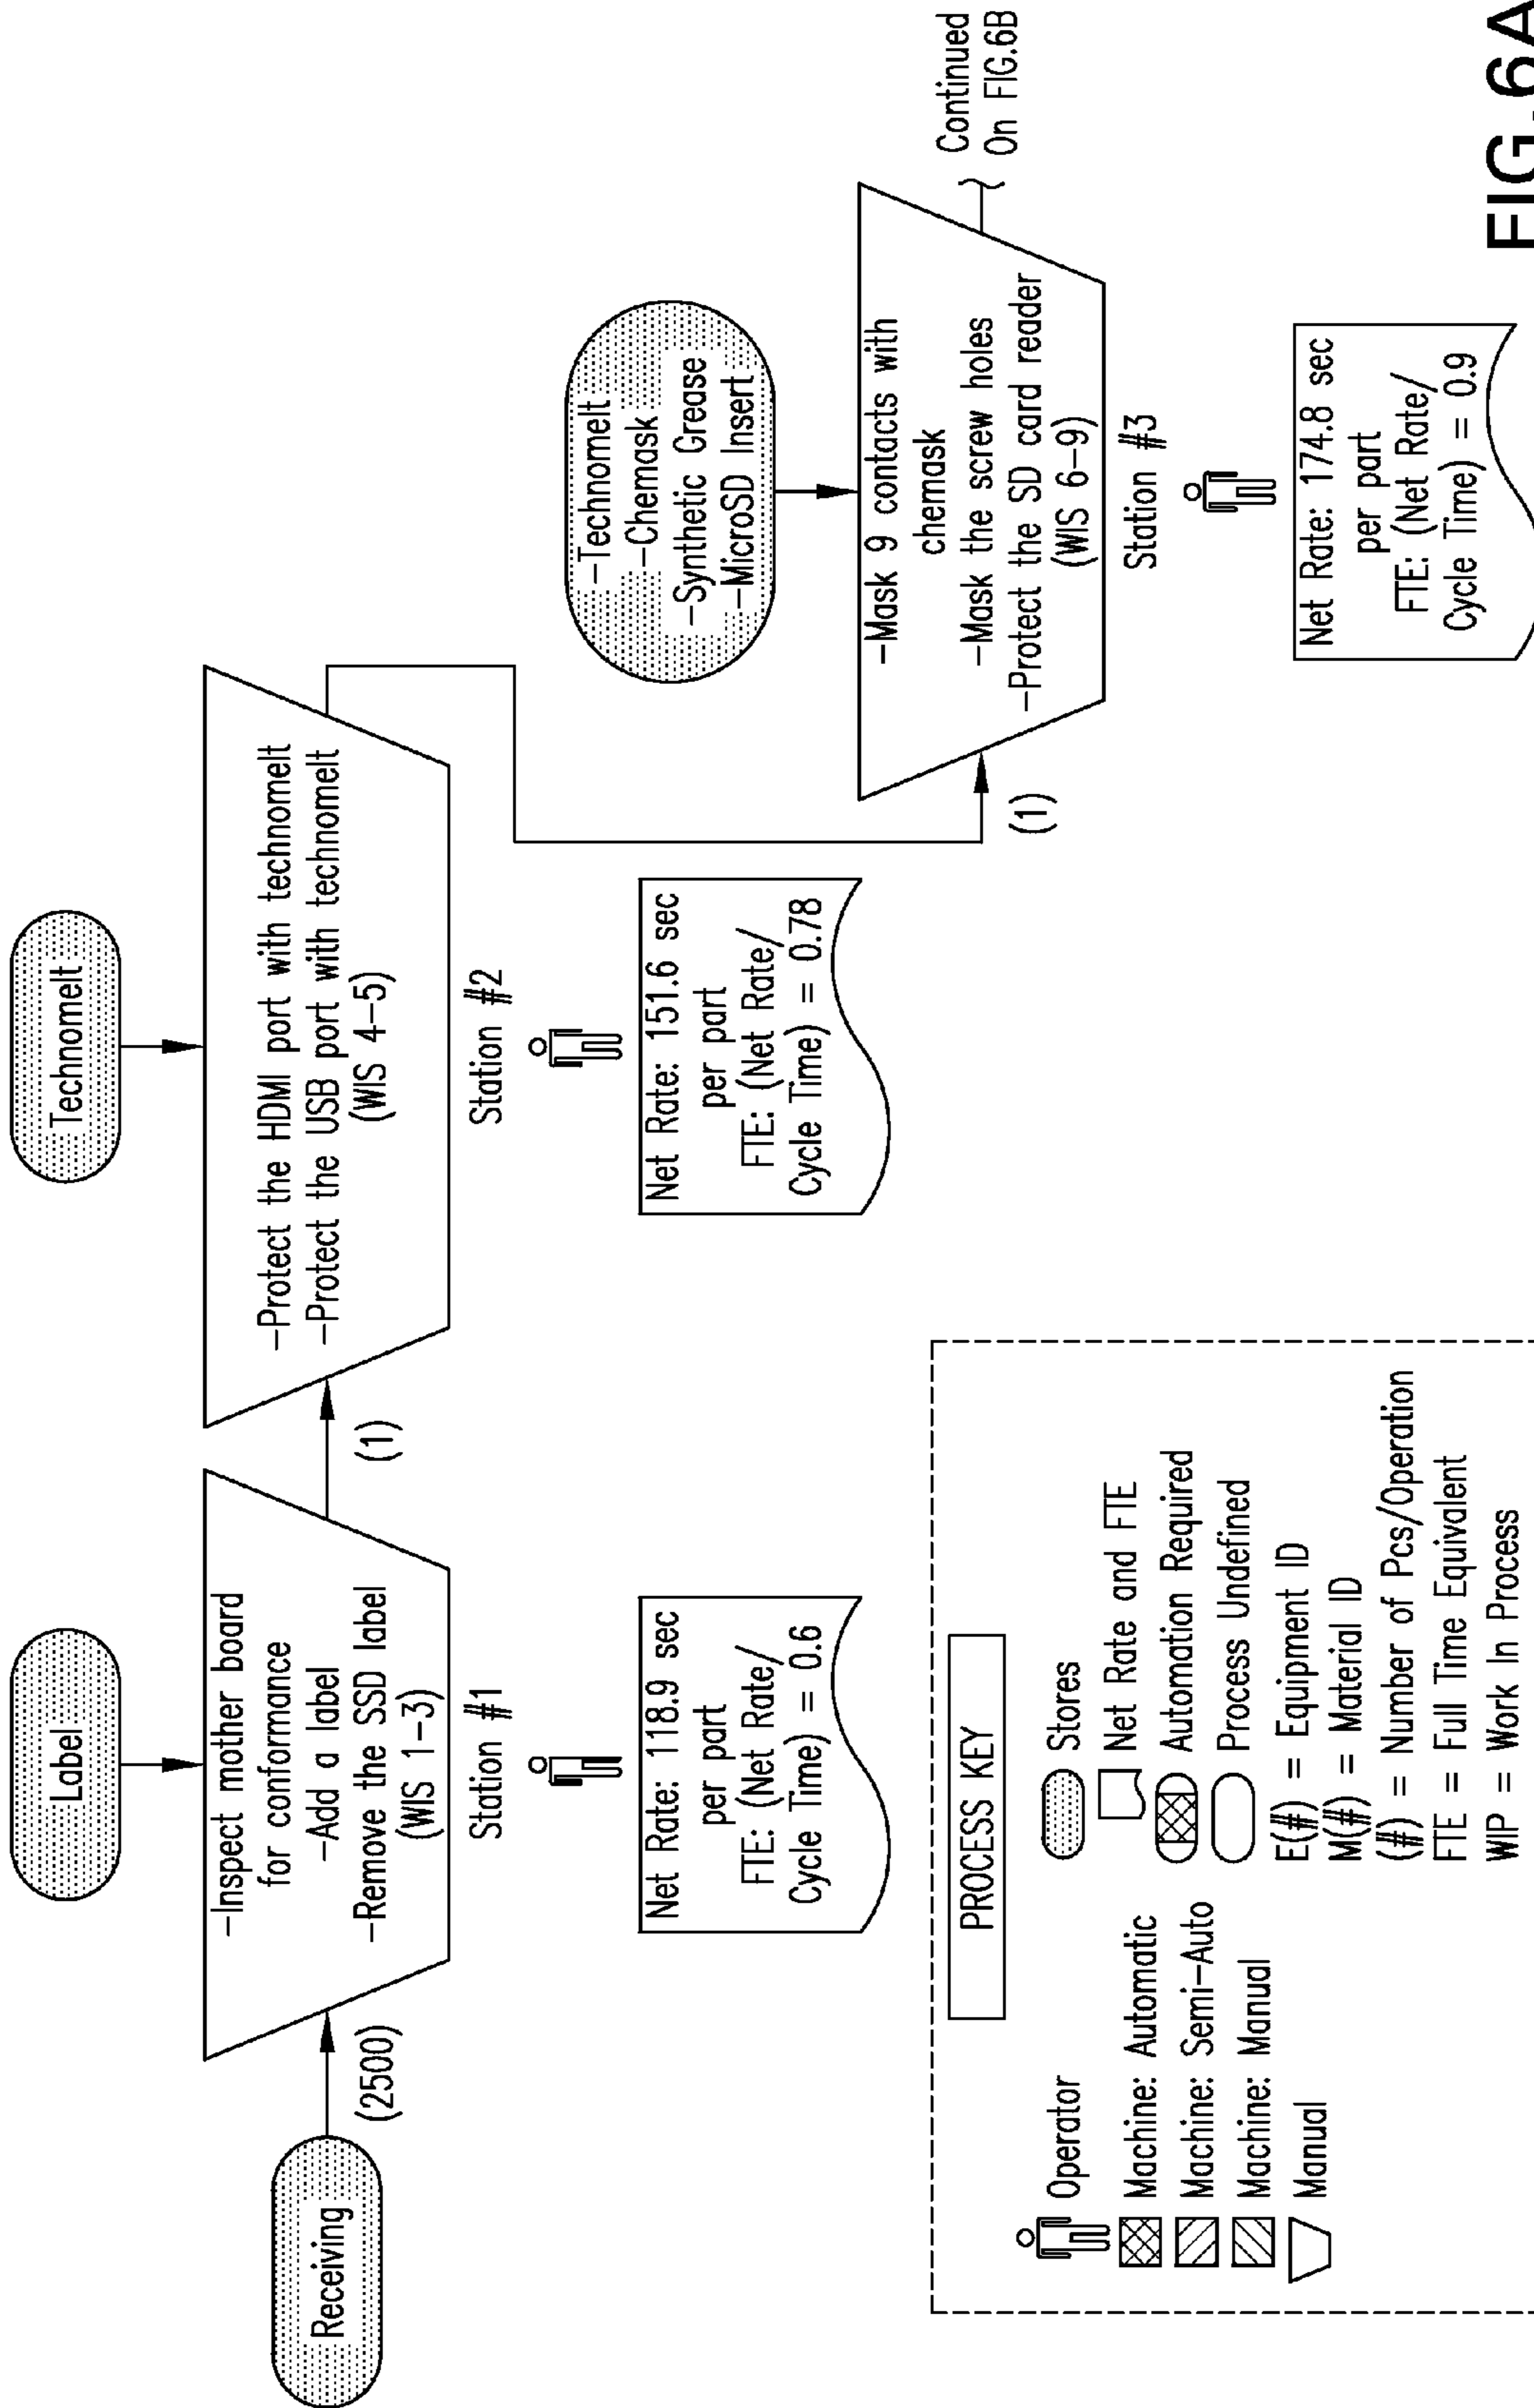 Receiving
(2500)
Label
-Inspect mother board
for conformance
-Add a label
-Remove the SSD label
(WIS 1-3)
Station #1
Net Rate: 118.9 sec
per part
FTE: (Net Rate/
Cycle Time) = 0.6
(1)
Technomelt
-Protect the HDMI port with technomelt
-Protect the USB port with technomelt
(WIS 4-5)
Station #2
Net Rate: 151.6 sec
per part
FTE: (Net Rate/
Cycle Time) = 0.78
(1)
-Technomelt
-Chemask
-Synthetic Grease
-MicroSD Insert
-Mask 9 contacts with
chemask
-Mask the screw holes
-Protect the SD card reader
(WIS 6-9)
Station #3
Net Rate: 174.8 sec
per part
FTE: (Net Rate/
Cycle Time) = 0.9
Continued
On FIG.6B
PROCESS KEY
Operator
Machine: Automatic
Machine: Semi-Auto
Machine: Manual
Manual
Stores
Net Rate and FTE
Automation Required
Process Undefined
E(#) = Equipment ID
M(#) = Material ID
(#) = Number of Pcs/Operation
FTE = Full Time Equivalent
WIP = Work In Process
FIG.6A